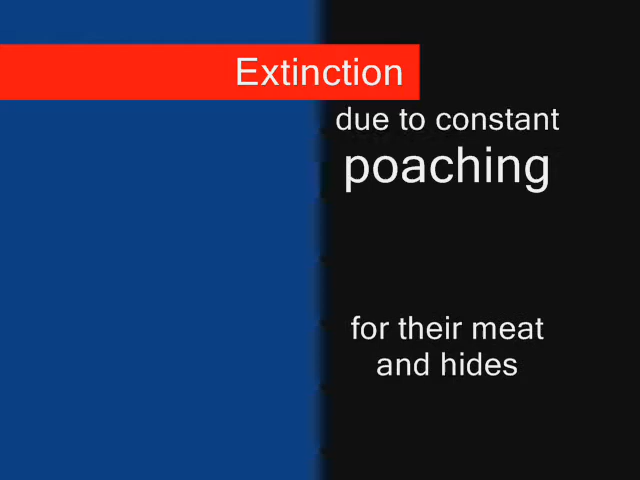 Extinction
due to constant
poaching
for their meat
and hides